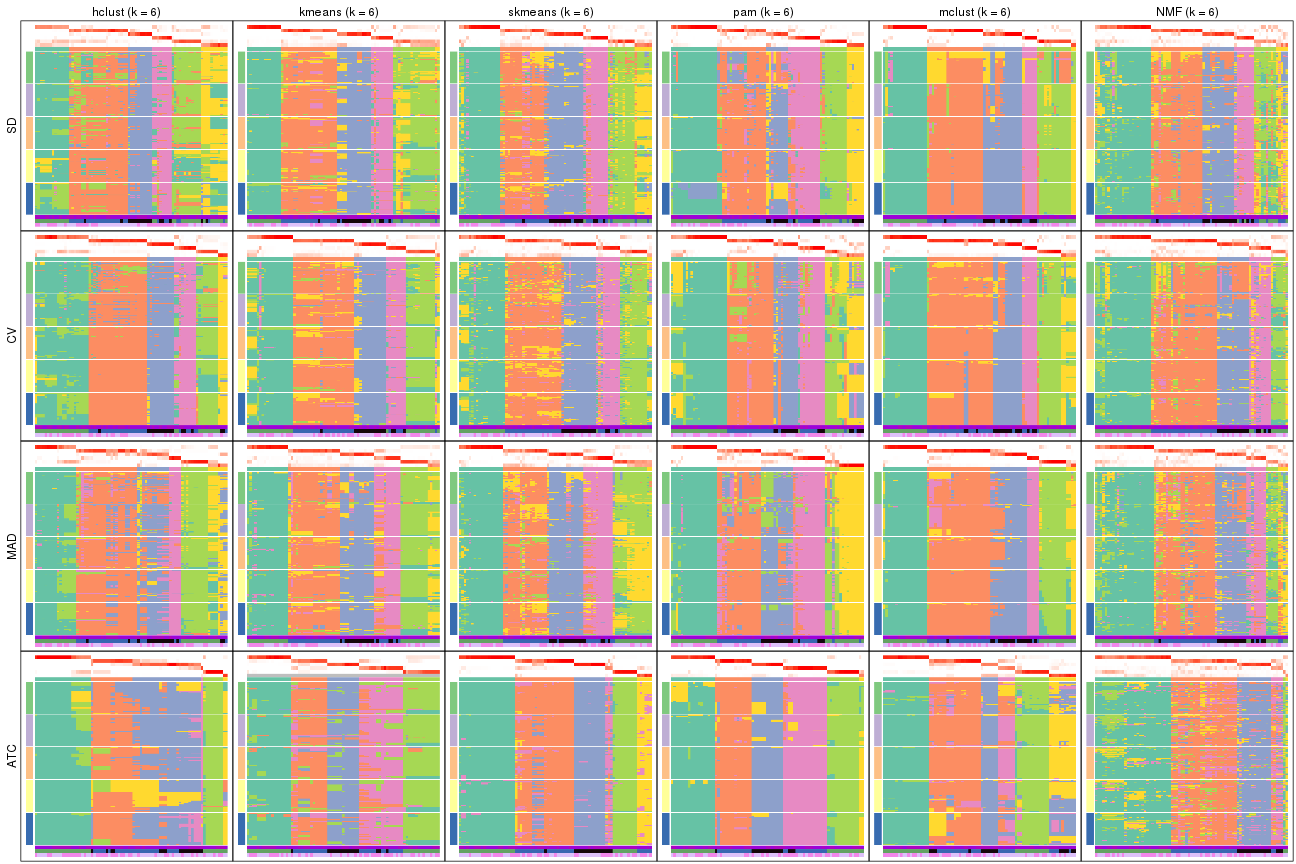 hclust (k = 6) kmeans (k = 6) skmeans (k = 6) pam (k = 6) mclust (k = 6) NMF (k = 6)
SD
CV
MAD
ATC